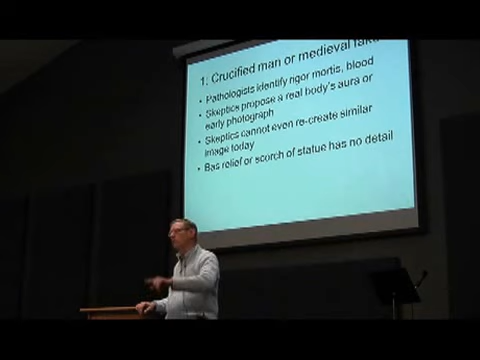 1. Crucified man or medieval fake
• Pathologists identify rigor mortis, blood
• Skeptics propose a real body's aura or
early photograph
• Skeptics cannot even re-create similar
image today
• Bas relief or scorch of statue has no detail